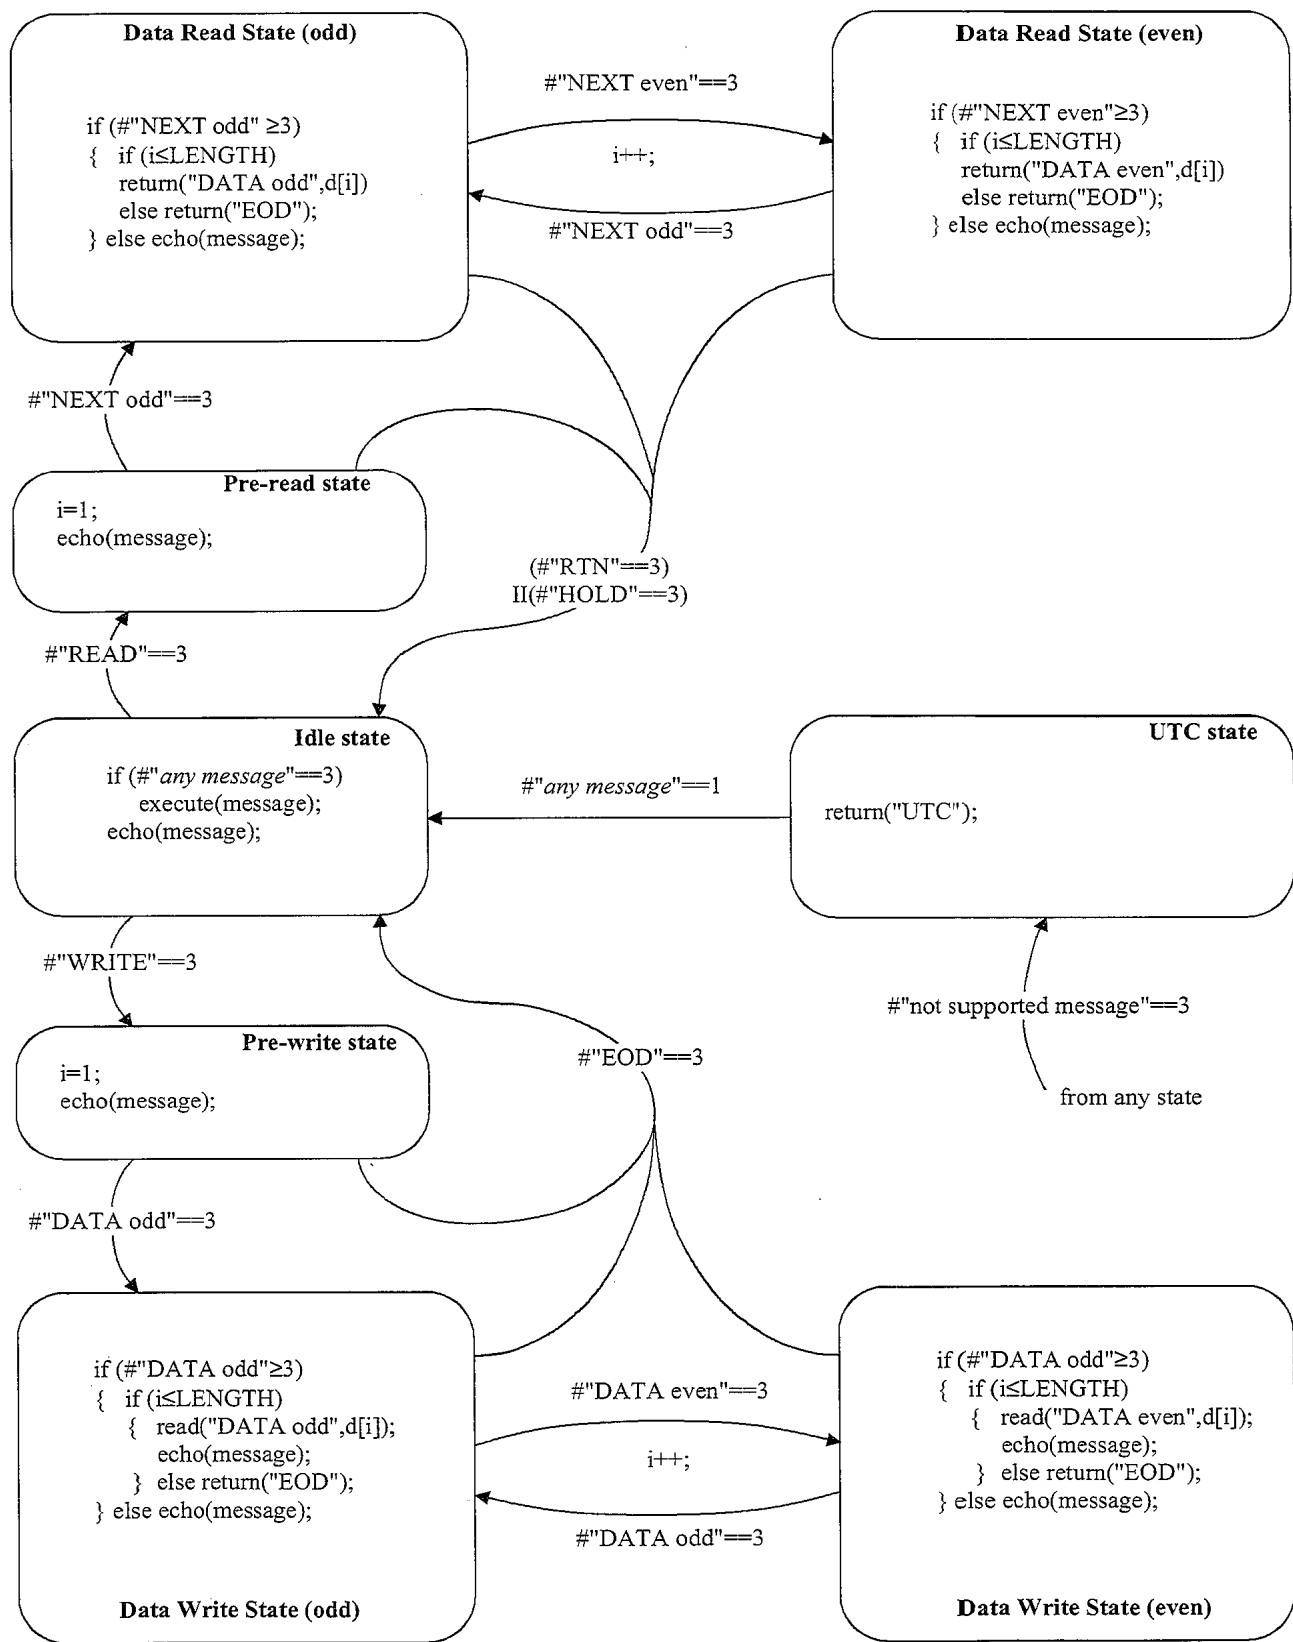 Data Read State (odd)
if (#"NEXT odd" ≥3)
{ if (i≤LENGTH)
return("DATA odd",d[i])
else return("EOD");
} else echo(message);
#"NEXT even"==3
i++;
#"NEXT odd"==3
Data Read State (even)
if (#"NEXT even"≥3)
{ if (i≤LENGTH)
return("DATA even",d[i])
else return("EOD");
} else echo(message);
#"NEXT odd"==3
Pre-read state
i=1;
echo(message);
(#"RTN"==3)
II(#"HOLD"==3)
#"READ"==3
Idle state
if (#"any message"==3)
execute(message);
echo(message);
#"any message"==1
UTC state
return("UTC");
#"WRITE"==3
#"not supported message"==3
from any state
Pre-write state
i=1;
echo(message);
#"EOD"==3
#"DATA odd"==3
if (#"DATA odd"≥3)
{ if (i≤LENGTH)
{ read("DATA odd",d[i]);
echo(message);
} else return("EOD");
} else echo(message);
Data Write State (odd)
#"DATA even"==3
i++;
#"DATA odd"==3
if (#"DATA odd"≥3)
{ if (i≤LENGTH)
{ read("DATA even",d[i]);
echo(message);
} else return("EOD");
} else echo(message);
Data Write State (even)